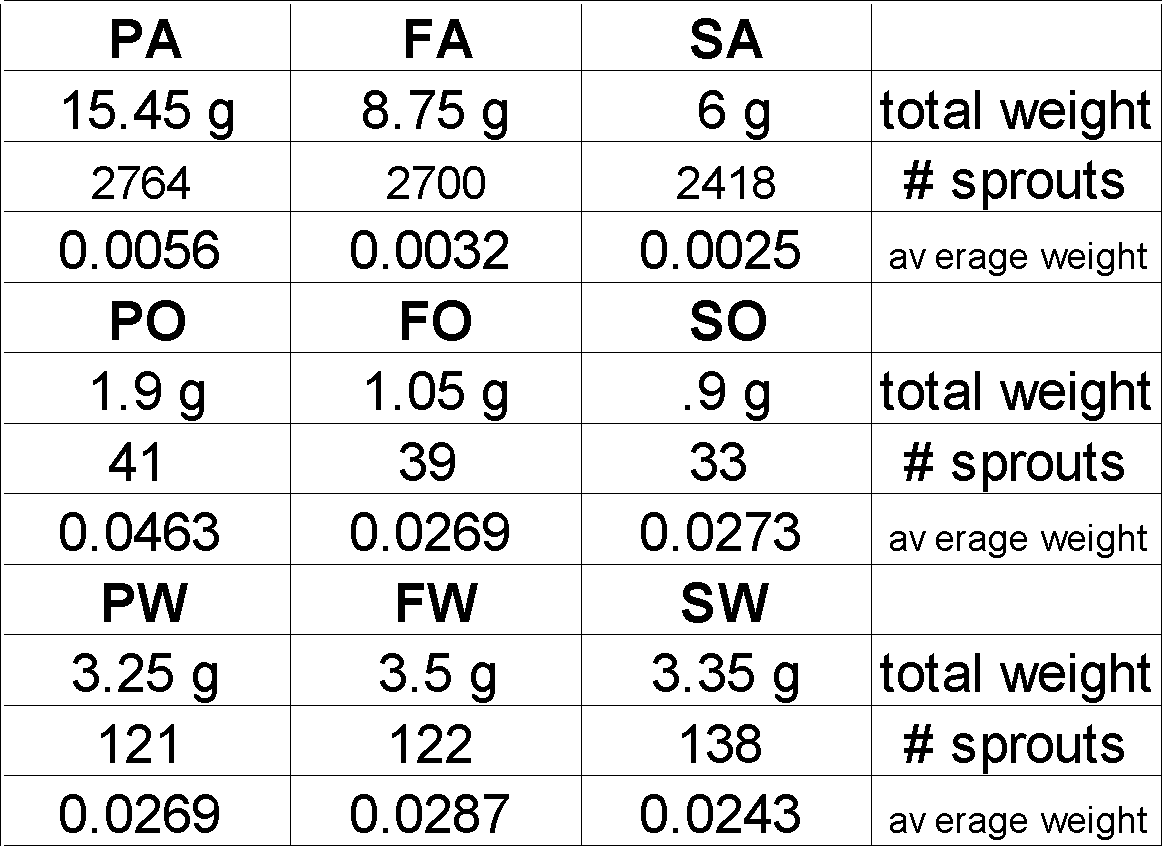 PA FA SA
15.45 g 8.75 g 6 g total weight
2764 2700 2418 # sprouts
0.0056 0.0032 0.0025 av erage weight
PO FO SO
1.9 g 1.05 g .9 g total weight
41 39 33 # sprouts
0.0463 0.0269 0.0273 av erage weight
PW FW SW
3.25 g 3.5 g 3.35 g total weight
121 122 138 # sprouts
0.0269 0.0287 0.0243 av erage weight